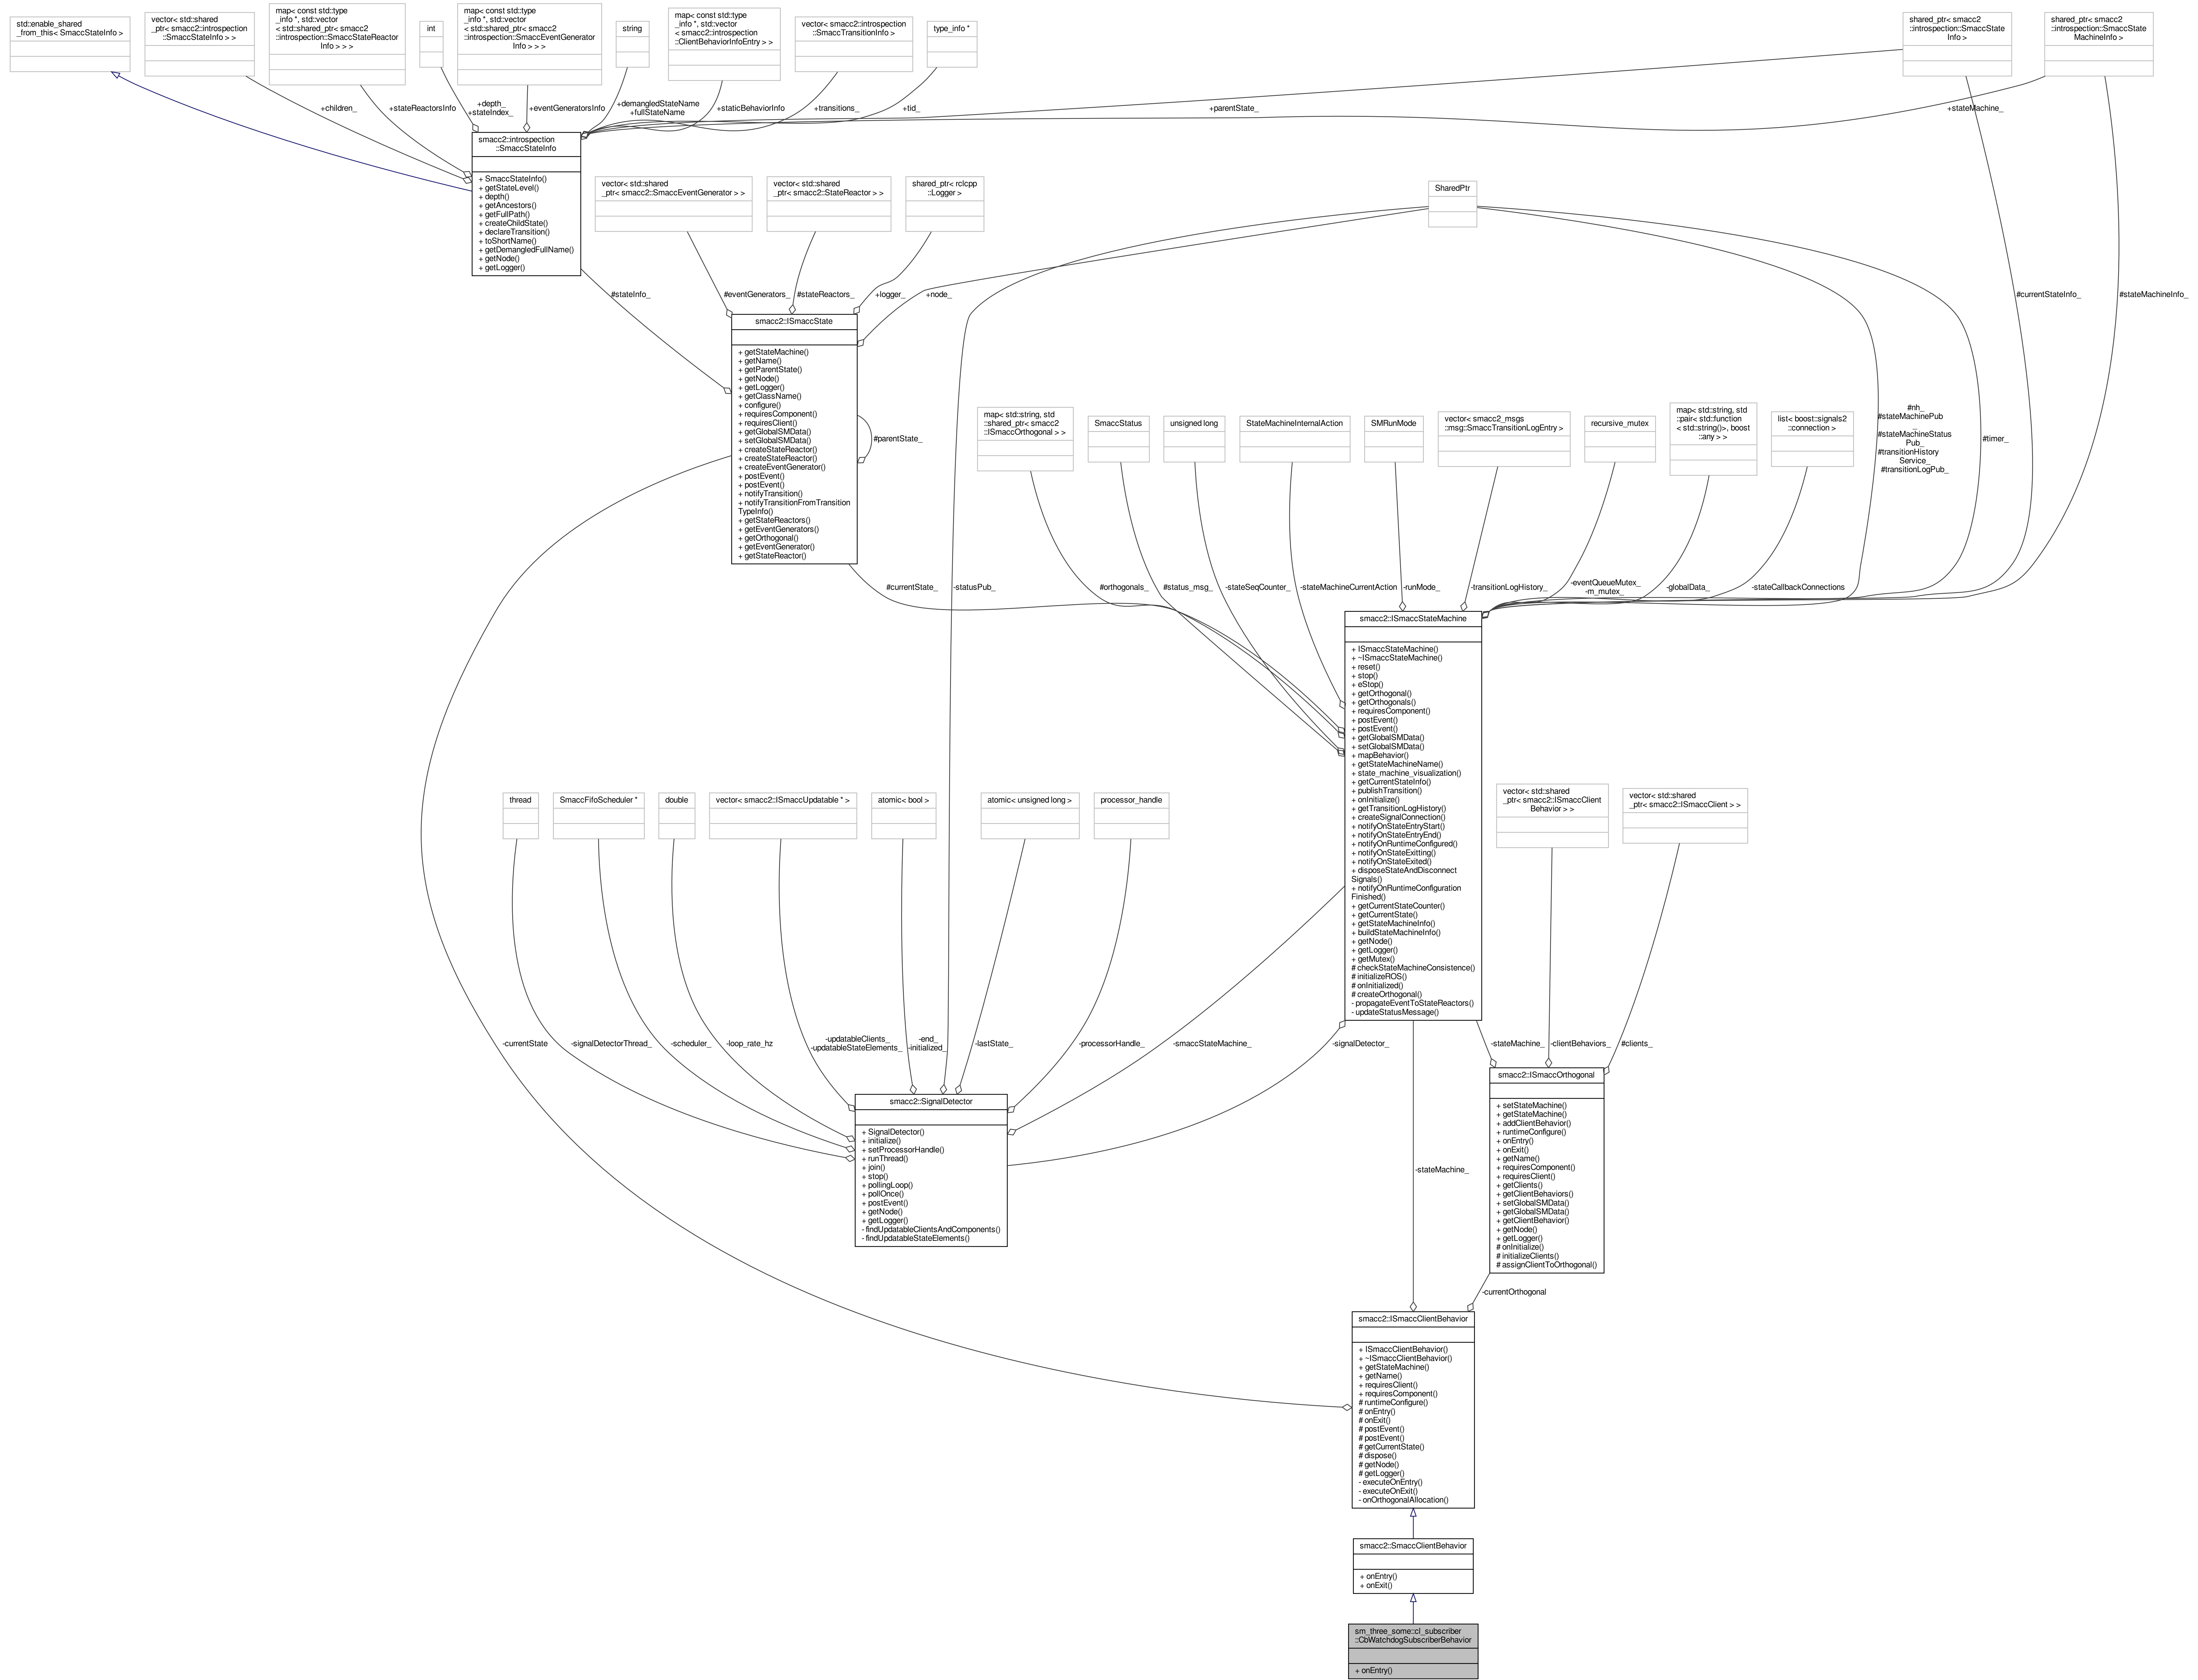 std::enable_shared
_from_this< SmaccStateInfo >
vector< std::shared
_ptr< smacc2::introspection
::SmaccStateInfo > >
map< const std::type
_info *, std::vector
< std::shared_ptr< smacc2
::introspection::SmaccStateReactor
Info > > >
int
map< const std::type
_info *, std::vector
< std::shared_ptr< smacc2
::introspection::SmaccEventGenerator
Info > > >
string
map< const std::type
_info *, std::vector
< smacc2::introspection
::ClientBehaviorInfoEntry > >
vector< smacc2::introspection
::SmaccTransitionInfo >
type_info *
shared_ptr< smacc2
::introspection::SmaccState
Info >
shared_ptr< smacc2
::introspection::SmaccState
MachineInfo >
+children_
+stateReactorsInfo
+depth_
+stateIndex_
+eventGeneratorsInfo
+demangledStateName
+fullStateName
+staticBehaviorInfo
+transitions_
+tid_
+parentState_
+stateMachine_
smacc2::introspection
::SmaccStateInfo
+ SmaccStateInfo()
+ getStateLevel()
+ depth()
+ getAncestors()
+ getFullPath()
+ createChildState()
+ declareTransition()
+ toShortName()
+ getDemangledFullName()
+ getNode()
+ getLogger()
vector< std::shared
_ptr< smacc2::SmaccEventGenerator > >
vector< std::shared
_ptr< smacc2::StateReactor > >
shared_ptr< rclcpp
::Logger >
SharedPtr
#stateInfo_
#eventGenerators_
#stateReactors_
+logger_
+node_
#currentStateInfo_
#stateMachineInfo_
smacc2::ISmaccState
+ getStateMachine()
+ getName()
+ getParentState()
+ getNode()
+ getLogger()
+ getClassName()
+ configure()
+ requiresComponent()
+ requiresClient()
+ getGlobalSMData()
+ setGlobalSMData()
+ createStateReactor()
+ createStateReactor()
+ createEventGenerator()
+ postEvent()
+ postEvent()
+ notifyTransition()
+ notifyTransitionFromTransition
TypeInfo()
+ getStateReactors()
+ getEventGenerators()
+ getOrthogonal()
+ getEventGenerator()
+ getStateReactor()
#parentState_
map< std::string, std
::shared_ptr< smacc2
::ISmaccOrthogonal > >
SmaccStatus
unsigned long
StateMachineInternalAction
SMRunMode
vector< smacc2_msgs
::msg::SmaccTransitionLogEntry >
recursive_mutex
map< std::string, std
::pair< std::function
< std::string()>, boost
::any > >
list< boost::signals2
::connection >
#nh_
#stateMachinePub
_
#stateMachineStatus
Pub_
#transitionHistory
Service_
#transitionLogPub_
#timer_
#currentState_
-statusPub_
#orthogonals_
#status_msg_
-stateSeqCounter_
-stateMachineCurrentAction
-runMode_
-transitionLogHistory_
-eventQueueMutex_
-m_mutex_
-globalData_
-stateCallbackConnections
smacc2::ISmaccStateMachine
+ ISmaccStateMachine()
+ ~ISmaccStateMachine()
+ reset()
+ stop()
+ eStop()
+ getOrthogonal()
+ getOrthogonals()
+ requiresComponent()
+ postEvent()
+ postEvent()
+ getGlobalSMData()
+ setGlobalSMData()
+ mapBehavior()
+ getStateMachineName()
+ state_machine_visualization()
+ getCurrentStateInfo()
+ publishTransition()
+ onInitialize()
+ getTransitionLogHistory()
+ createSignalConnection()
+ notifyOnStateEntryStart()
+ notifyOnStateEntryEnd()
+ notifyOnRuntimeConfigured()
+ notifyOnStateExitting()
+ notifyOnStateExited()
+ disposeStateAndDisconnect
Signals()
+ notifyOnRuntimeConfiguration
Finished()
+ getCurrentStateCounter()
+ getCurrentState()
+ getStateMachineInfo()
+ buildStateMachineInfo()
+ getNode()
+ getLogger()
+ getMutex()
# checkStateMachineConsistence()
# initializeROS()
# onInitialized()
# createOrthogonal()
- propagateEventToStateReactors()
- updateStatusMessage()
thread
SmaccFifoScheduler *
double
vector< smacc2::ISmaccUpdatable * >
atomic< bool >
atomic< unsigned long >
processor_handle
vector< std::shared
_ptr< smacc2::ISmaccClient
Behavior > >
vector< std::shared
_ptr< smacc2::ISmaccClient > >
-currentState
-signalDetectorThread_
-scheduler_
-loop_rate_hz
-updatableClients_
-updatableStateElements_
-end_
-initialized_
-lastState_
-processorHandle_
-smaccStateMachine_
-signalDetector_
-stateMachine_
-clientBehaviors_
#clients_
smacc2::SignalDetector
+ SignalDetector()
+ initialize()
+ setProcessorHandle()
+ runThread()
+ join()
+ stop()
+ pollingLoop()
+ pollOnce()
+ postEvent()
+ getNode()
+ getLogger()
- findUpdatableClientsAndComponents()
- findUpdatableStateElements()
smacc2::ISmaccOrthogonal
+ setStateMachine()
+ getStateMachine()
+ addClientBehavior()
+ runtimeConfigure()
+ onEntry()
+ onExit()
+ getName()
+ requiresComponent()
+ requiresClient()
+ getClients()
+ getClientBehaviors()
+ setGlobalSMData()
+ getGlobalSMData()
+ getClientBehavior()
+ getNode()
+ getLogger()
# onInitialize()
# initializeClients()
# assignClientToOrthogonal()
-stateMachine_
-currentOrthogonal
smacc2::ISmaccClientBehavior
+ ISmaccClientBehavior()
+ ~ISmaccClientBehavior()
+ getStateMachine()
+ getName()
+ requiresClient()
+ requiresComponent()
# runtimeConfigure()
# onEntry()
# onExit()
# postEvent()
# postEvent()
# getCurrentState()
# dispose()
# getNode()
# getLogger()
- executeOnEntry()
- executeOnExit()
- onOrthogonalAllocation()
smacc2::SmaccClientBehavior
+ onEntry()
+ onExit()
sm_three_some::cl_subscriber
::CbWatchdogSubscriberBehavior
+ onEntry()